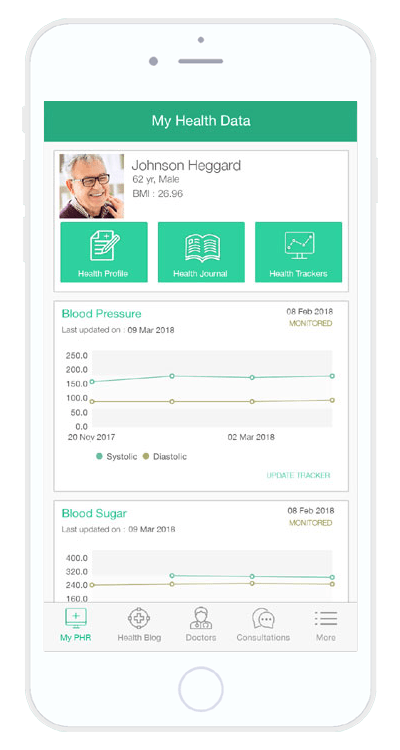 My Health Data
Johnson Heggard
62 yr, Male
BMI : 26.96
Health Profile
Health Journal
Health Trackers
Blood Pressure
08 Feb 2018
Last updated on : 09 Mar 2018
MONITORED
250.0
200.0
150.0
100.0
50.0
0.0
20 Nov 2017
02 Mar 2018
Systolic
Diastolic
UPDATE TRACKER
Blood Sugar
08 Feb 2018
Last updated on : 09 Mar 2018
MONITORED
400.0
320.0
240.0
160.0
My PHR
Health Blog
Doctors
Consultations
More